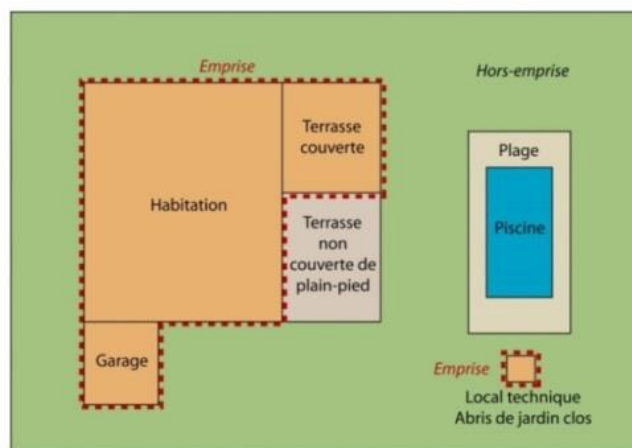 Emprise
Hors-emprise
Terrasse
couverte
Plage
Habitation
Terrasse
non
couverte de
plain-pied
Piscine
Garage
Emprise
Local technique
Abris de jardin clos